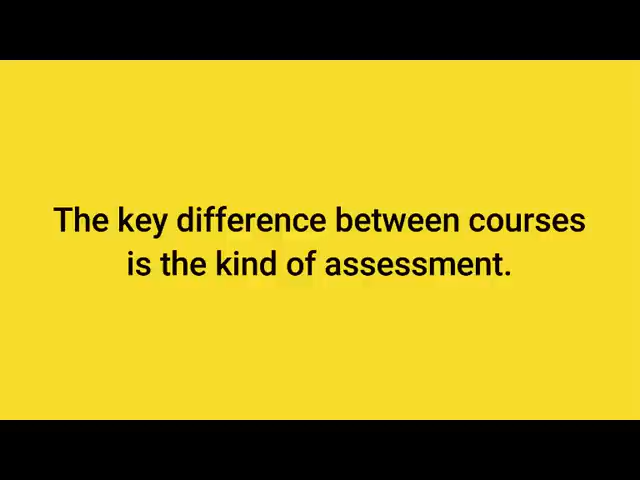 The key difference between courses
is the kind of assessment.